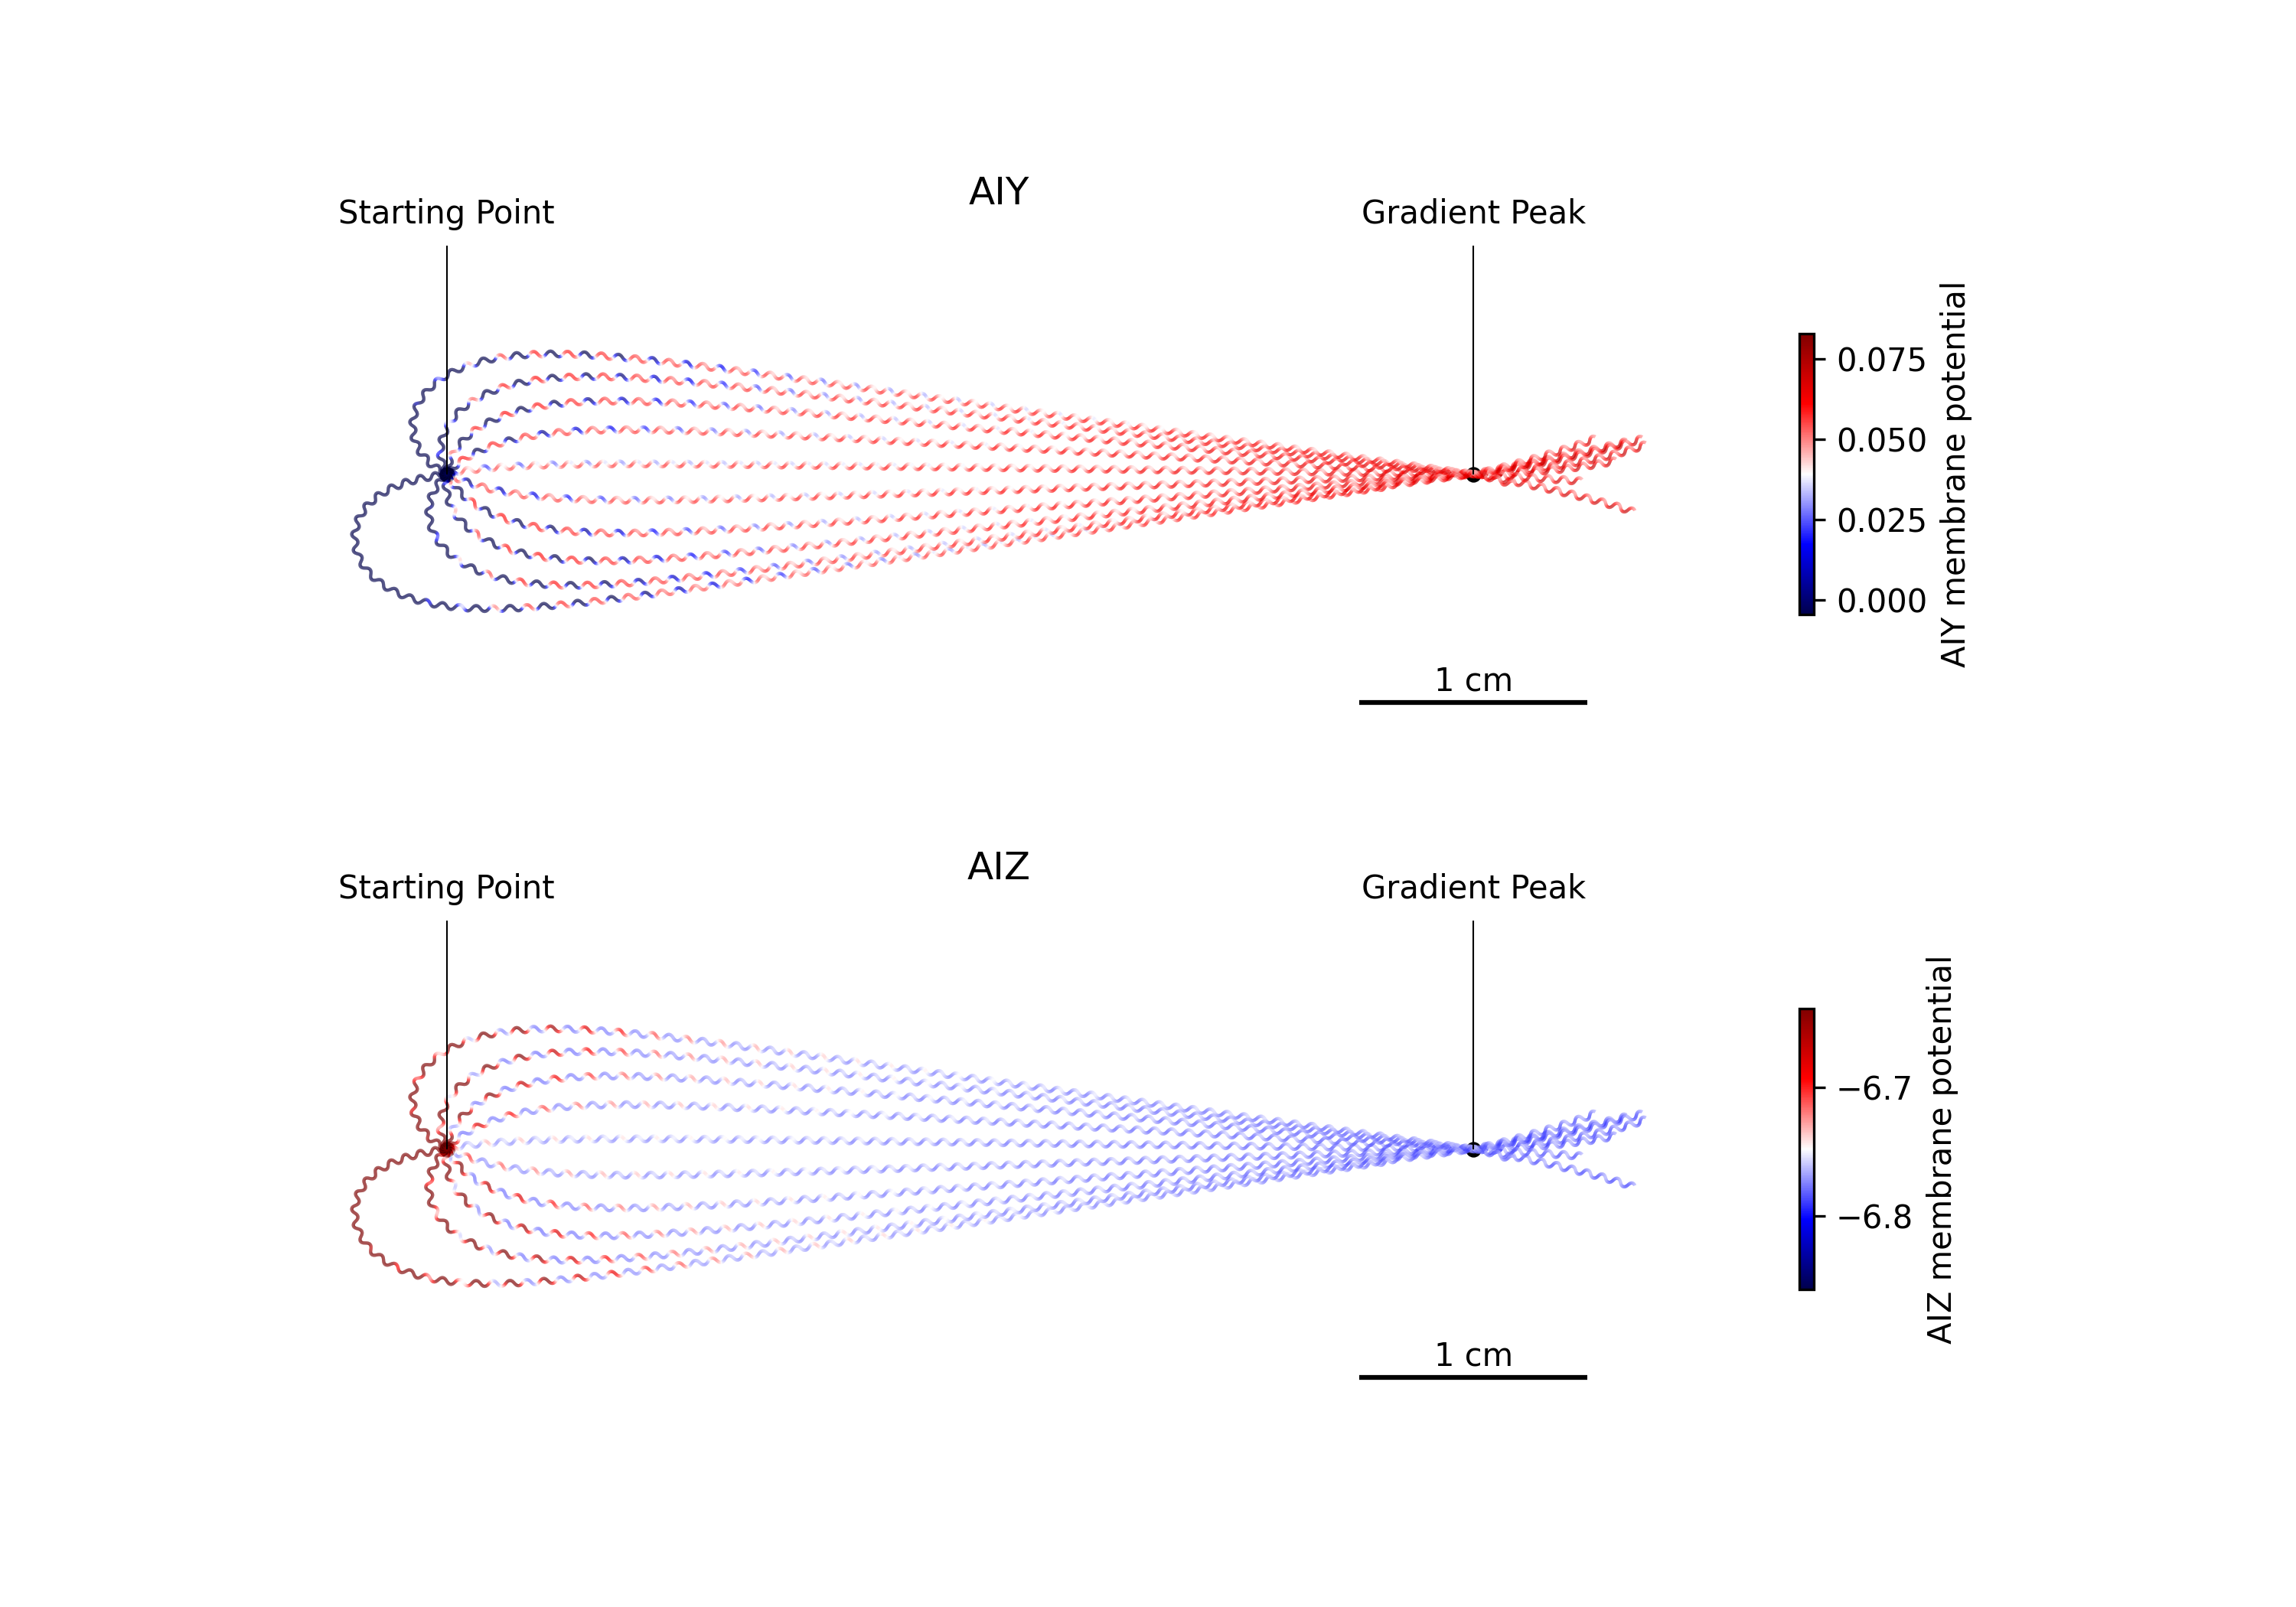 AIY
Starting Point
Gradient Peak
0.075
0.050
0.025
0.000
AIY membrane potential
1 cm
AIZ
Starting Point
Gradient Peak
−6.7
−6.8
AIZ membrane potential
1 cm